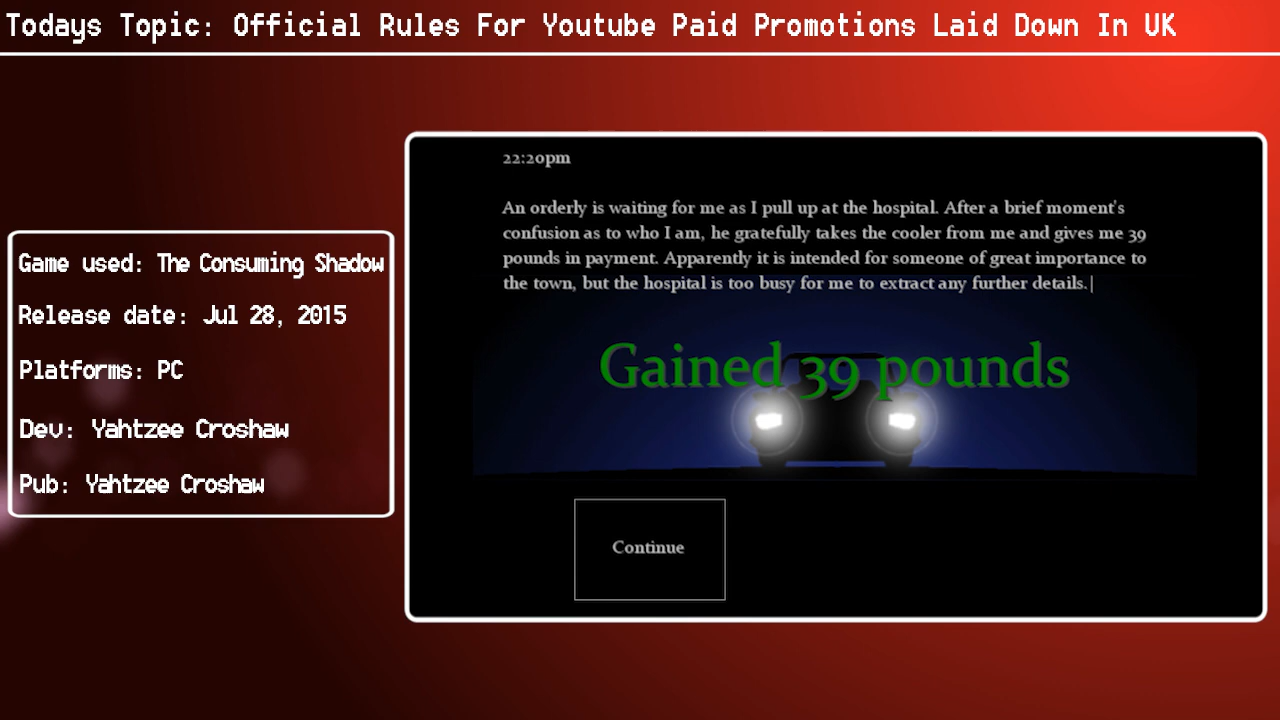 Todays Topic: Official Rules For Youtube Paid Promotions Laid Down In UK
Game used: The Consuming Shadow
Release date: Jul 28, 2015
Platforms: PC
Dev: Yahtzee Croshaw
Pub: Yahtzee Croshaw
22:20pm
An orderly is waiting for me as I pull up at the hospital. After a brief moment's
confusion as to who I am, he gratefully takes the cooler from me and gives me 39
pounds in payment. Apparently it is intended for someone of great importance to
the town, but the hospital is too busy for me to extract any further details.|
Gained 39 pounds
Continue